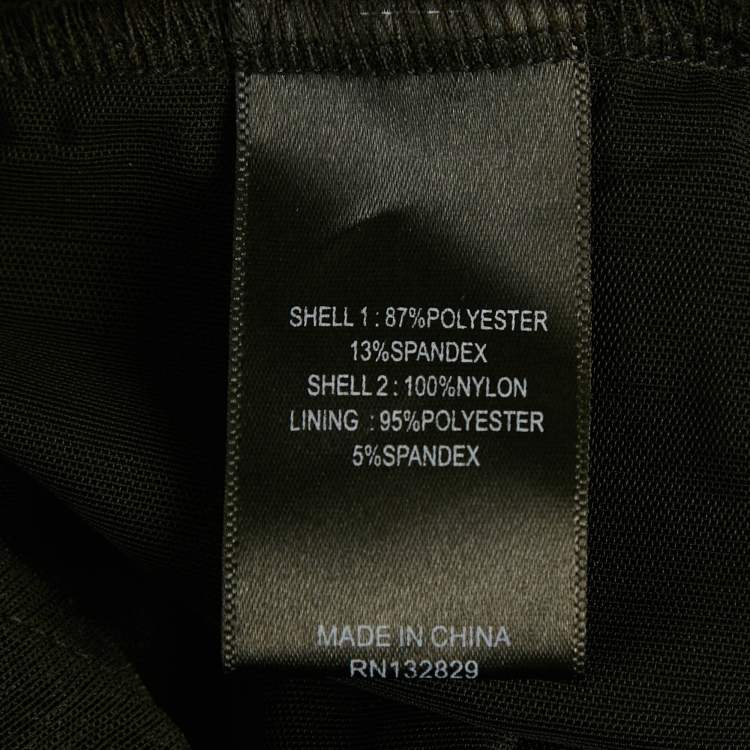 SHELL 1 : 87%POLYESTER
13%SPANDEX
SHELL 2 : 100%NYLON
LINING : 95%POLYESTER
5%SPANDEX
MADE IN CHINA
RN132829